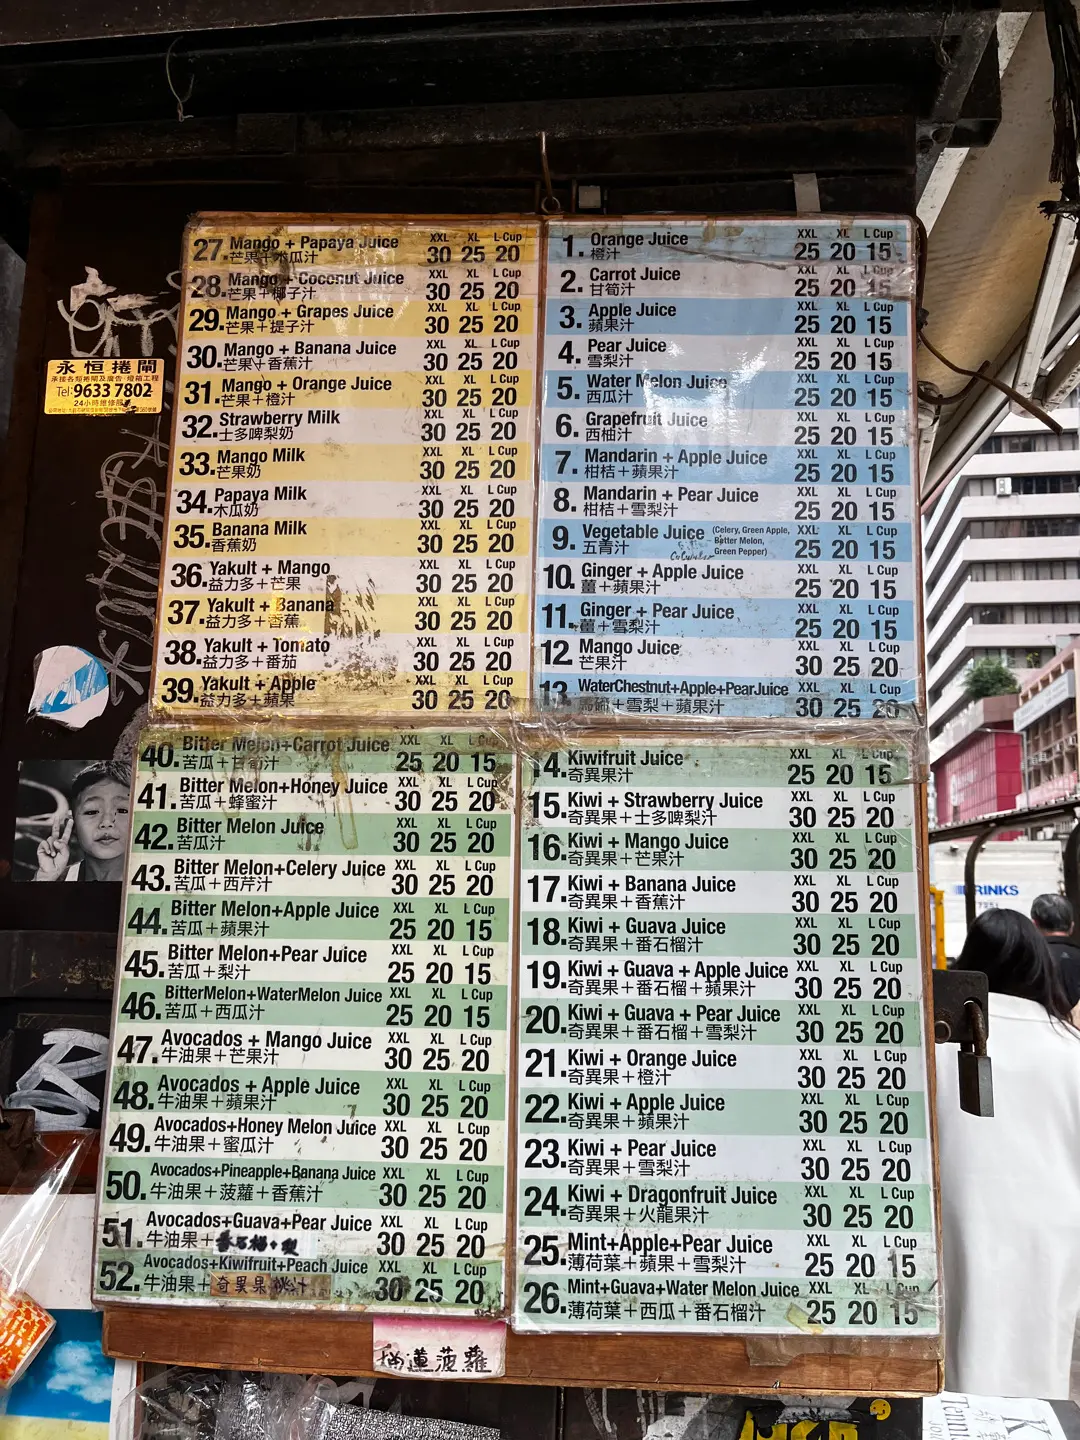 27. Mango + Papaya Juice XXL 30 XL 25 L Cup 20
芒果+木瓜汁
28. Mango + Coconut Juice XXL 30 XL 25 L Cup 20
芒果+椰子汁
29. Mango + Grapes Juice XXL 30 XL 25 L Cup 20
芒果+提子汁
30. Mango + Banana Juice XXL 30 XL 25 L Cup 20
芒果+香蕉汁
31. Mango + Orange Juice XXL 30 XL 25 L Cup 20
芒果+橙汁
32. Strawberry Milk XXL 30 XL 25 L Cup 20
士多啤梨奶
33. Mango Milk XXL 30 XL 25 L Cup 20
芒果奶
34. Papaya Milk XXL 30 XL 25 L Cup 20
木瓜奶
35. Banana Milk XXL 30 XL 25 L Cup 20
香蕉奶
36. Yakult + Mango XXL 30 XL 25 L Cup 20
益力多+芒果
37. Yakult + Banana XXL 30 XL 25 L Cup 20
益力多+香蕉
38. Yakult + Tomato XXL 30 XL 25 L Cup 20
益力多+番茄
39. Yakult + Apple XXL 30 XL 25 L Cup 20
益力多+蘋果
1. Orange Juice XXL 25 XL 20 L Cup 15
橙汁
2. Carrot Juice XXL 25 XL 20 L Cup 15
甘筍汁
3. Apple Juice XXL 25 XL 20 L Cup 15
蘋果汁
4. Pear Juice XXL 25 XL 20 L Cup 15
雪梨汁
5. Water Melon Juice XXL 25 XL 20 L Cup 15
西瓜汁
6. Grapefruit Juice XXL 25 XL 20 L Cup 15
西柚汁
7. Mandarin + Apple Juice XXL 25 XL 20 L Cup 15
柑桔+蘋果汁
8. Mandarin + Pear Juice XXL 25 XL 20 L Cup 15
柑桔+雪梨汁
9. Vegetable Juice (Celery, Green Apple, Bitter Melon, Green Pepper) XXL 25 XL 20 L Cup 15
五青汁
10. Ginger + Apple Juice XXL 25 XL 20 L Cup 15
薑+蘋果汁
11. Ginger + Pear Juice XXL 25 XL 20 L Cup 15
薑+雪梨汁
12. Mango Juice XXL 30 XL 25 L Cup 20
芒果汁
13. WaterChestnut+Apple+PearJuice XXL 30 XL 25 L Cup 20
馬蹄+雪梨+蘋果汁
40. Bitter Melon+Carrot Juice XXL 25 XL 20 L Cup 15
苦瓜+甘筍汁
41. Bitter Melon+Honey Juice XXL 30 XL 25 L Cup 20
苦瓜+蜂蜜汁
42. Bitter Melon Juice XXL 30 XL 25 L Cup 20
苦瓜汁
43. Bitter Melon+Celery Juice XXL 30 XL 25 L Cup 20
苦瓜+西芹汁
44. Bitter Melon+Apple Juice XXL 25 XL 20 L Cup 15
苦瓜+蘋果汁
45. Bitter Melon+Pear Juice XXL 25 XL 20 L Cup 15
苦瓜+梨汁
46. BitterMelon+WaterMelon Juice XXL 25 XL 20 L Cup 15
苦瓜+西瓜汁
47. Avocados + Mango Juice XXL 30 XL 25 L Cup 20
牛油果+芒果汁
48. Avocados + Apple Juice XXL 30 XL 25 L Cup 20
牛油果+蘋果汁
49. Avocados+Honey Melon Juice XXL 30 XL 25 L Cup 20
牛油果+蜜瓜汁
50. Avocados+Pineapple+Banana Juice XXL 30 XL 25 L Cup 20
牛油果+菠蘿+香蕉汁
51. Avocados+Guava+Pear Juice XXL 30 XL 25 L Cup 20
牛油果+番石榴+梨
52. Avocados+Kiwifruit+Peach Juice XXL 30 XL 25 L Cup 20
牛油果+奇異果桃汁
14. Kiwifruit Juice XXL 25 XL 20 L Cup 15
奇異果汁
15. Kiwi + Strawberry Juice XXL 30 XL 25 L Cup 20
奇異果+士多啤梨汁
16. Kiwi + Mango Juice XXL 30 XL 25 L Cup 20
奇異果+芒果汁
17. Kiwi + Banana Juice XXL 30 XL 25 L Cup 20
奇異果+香蕉汁
18. Kiwi + Guava Juice XXL 30 XL 25 L Cup 20
奇異果+番石榴汁
19. Kiwi + Guava + Apple Juice XXL 30 XL 25 L Cup 20
奇異果+番石榴+蘋果汁
20. Kiwi + Guava + Pear Juice XXL 30 XL 25 L Cup 20
奇異果+番石榴+雪梨汁
21. Kiwi + Orange Juice XXL 30 XL 25 L Cup 20
奇異果+橙汁
22. Kiwi + Apple Juice XXL 30 XL 25 L Cup 20
奇異果+蘋果汁
23. Kiwi + Pear Juice XXL 30 XL 25 L Cup 20
奇異果+雪梨汁
24. Kiwi + Dragonfruit Juice XXL 30 XL 25 L Cup 20
奇異果+火龍果汁
25. Mint+Apple+Pear Juice XXL 25 XL 20 L Cup 15
薄荷葉+蘋果+雪梨汁
26. Mint+Guava+Water Melon Juice XXL 25 XL 20 L Cup 15
薄荷葉+西瓜+番石榴汁
永恒捲閘
承接各類捲閘及廣告燈箱工程
Tel:9633 7802
24小時維修服
菠蘿
DRINKS